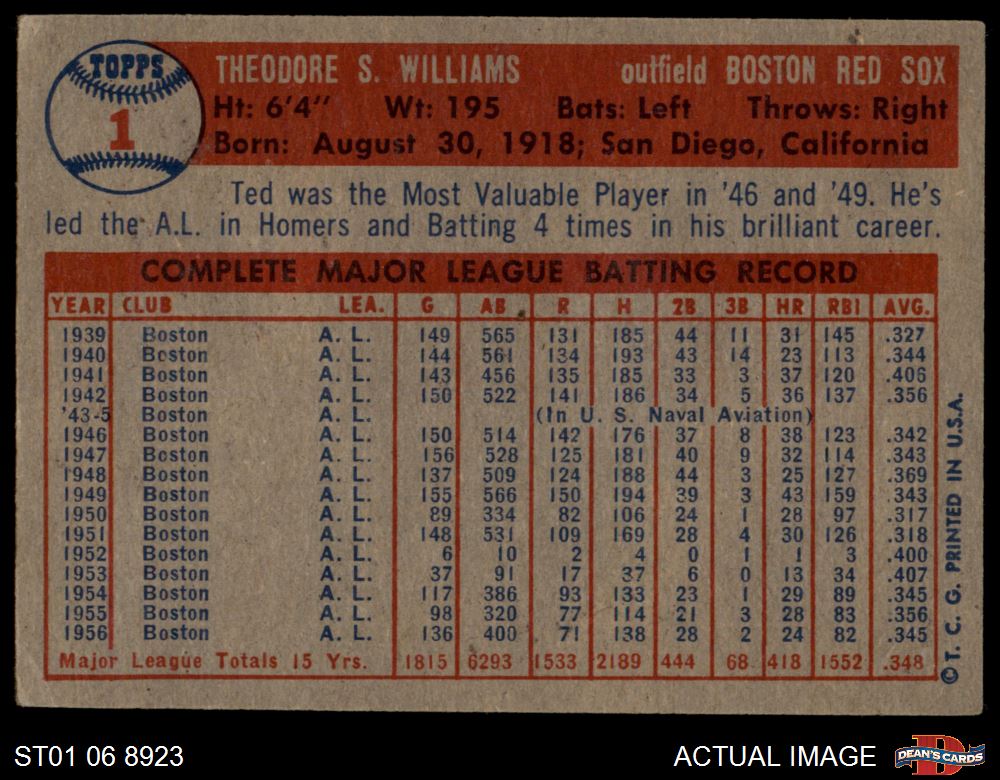 TOPPS
1
THEODORE S. WILLIAMS outfield BOSTON RED SOX
Ht: 6'4" Wt: 195 Bats: Left Throws: Right
Born: August 30, 1918; San Diego, California
Ted was the Most Valuable Player in '46 and '49. He's
led the A.L. in Homers and Batting 4 times in his brilliant career.
COMPLETE MAJOR LEAGUE BATTING RECORD
YEAR CLUB LEA. G AB R H 2B 3B HR RBI AVG.
1939 Boston A. L. 149 565 131 185 44 11 31 145 .327
1940 Boston A. L. 144 561 134 193 43 14 23 113 .344
1941 Boston A. L. 143 456 135 185 33 3 37 120 .406
1942 Boston A. L. 150 522 141 186 34 5 36 137 .356
'43-5 Boston A. L. (In U. S. Naval Aviation)
1946 Boston A. L. 150 514 142 176 37 8 38 123 .342
1947 Boston A. L. 156 528 125 181 40 9 32 114 .343
1948 Boston A. L. 137 509 124 188 44 3 25 127 .369
1949 Boston A. L. 155 566 150 194 39 3 43 159 .343
1950 Boston A. L. 89 334 82 106 24 1 28 97 .317
1951 Boston A. L. 148 531 109 169 28 4 30 126 .318
1952 Boston A. L. 6 10 2 4 0 1 1 3 .400
1953 Boston A. L. 37 91 17 37 6 0 13 34 .407
1954 Boston A. L. 117 386 93 133 23 1 29 89 .345
1955 Boston A. L. 98 320 77 114 21 3 28 83 .356
1956 Boston A. L. 136 400 71 138 28 2 24 82 .345
Major League Totals 15 Yrs. 1815 6293 1533 2189 444 68 418 1552 .348
©T. C. G. PRINTED IN U.S.A.
ST01 06 8923
ACTUAL IMAGE
D
DEAN'S CARDS